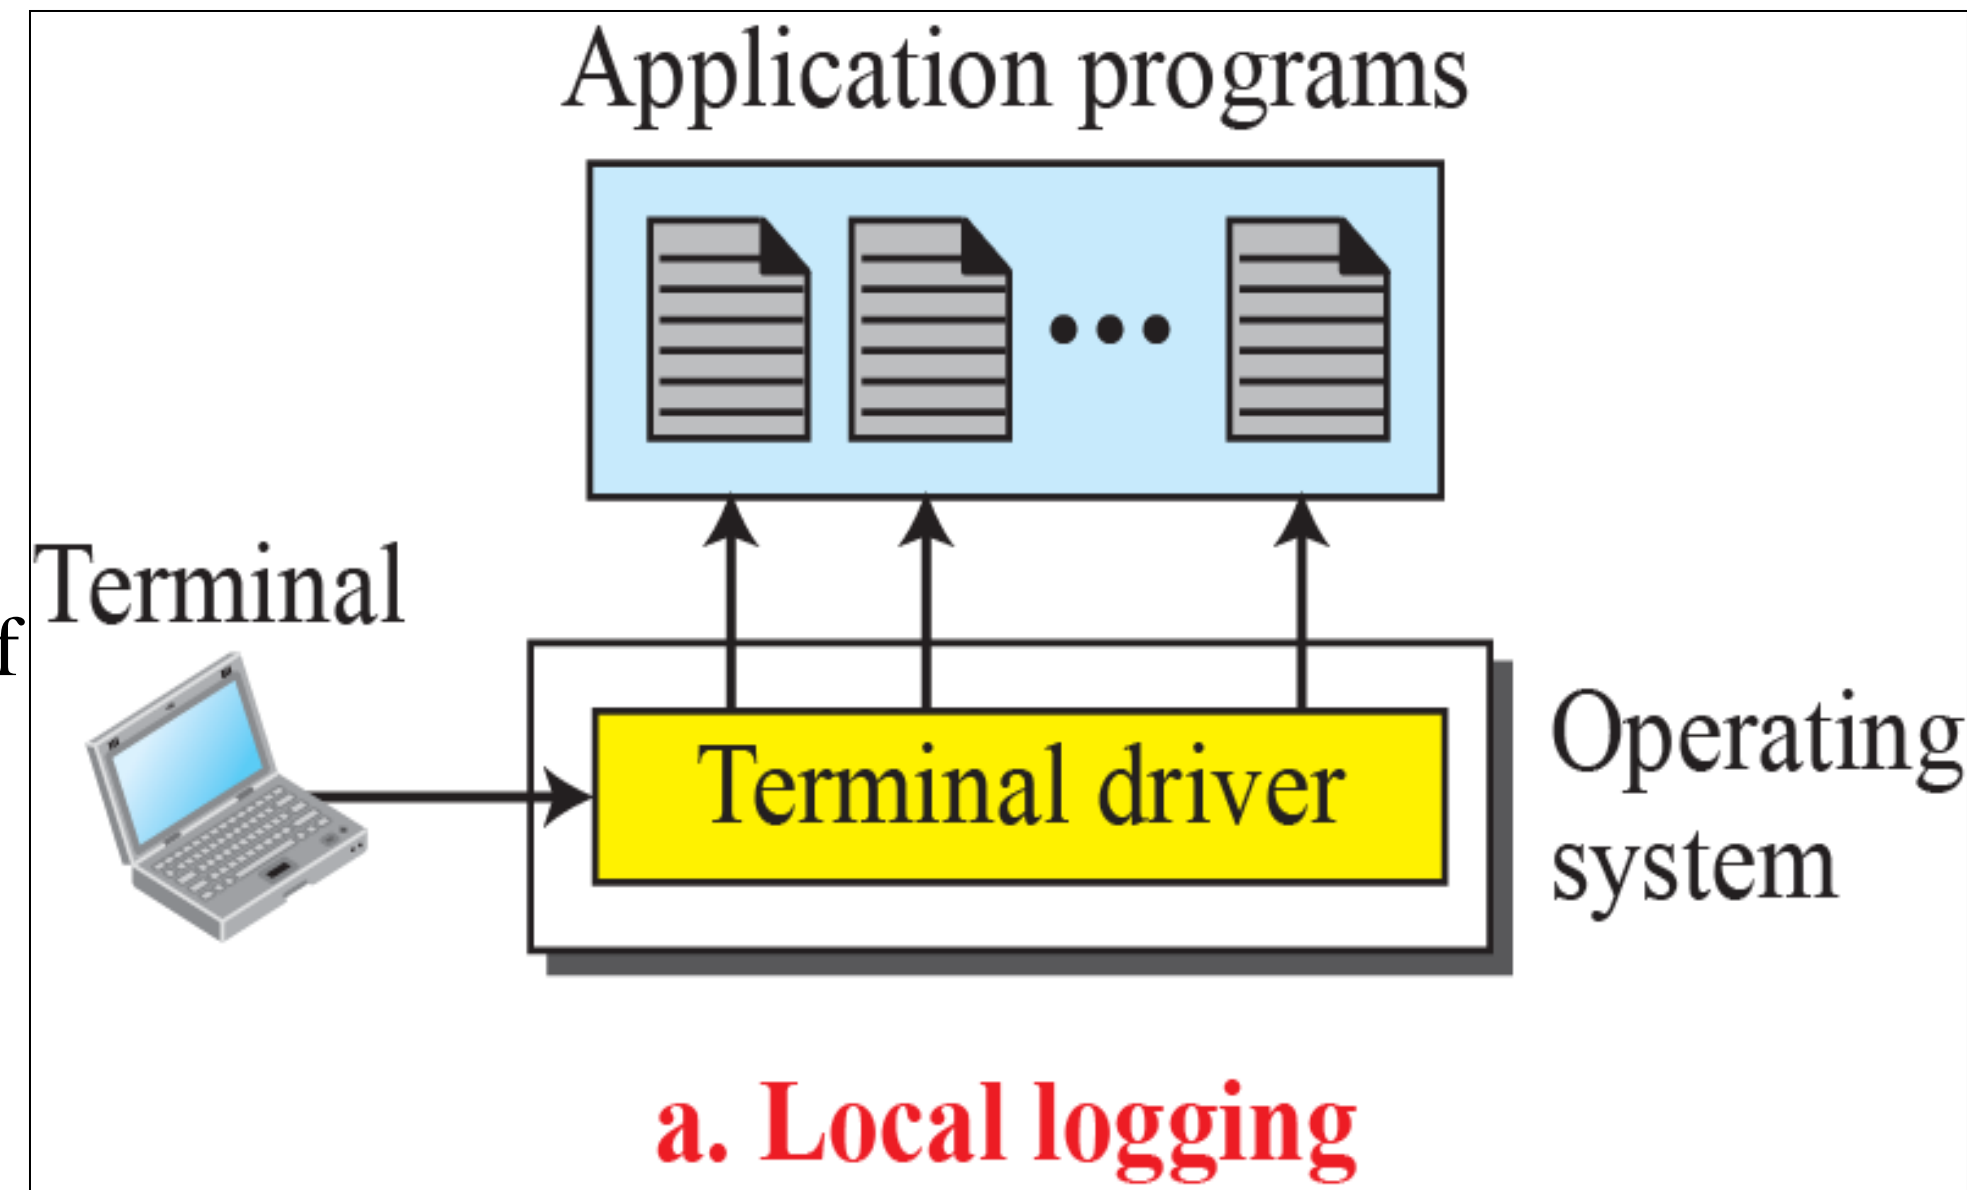 Application programs
Terminal
f
Terminal driver
Operating
system
a. Local logging